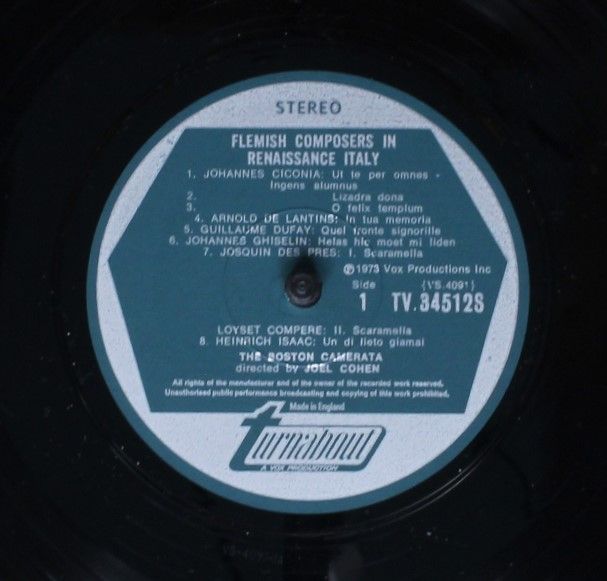 STEREO
FLEMISH COMPOSERS IN
RENAISSANCE ITALY
1. JOHANNES CICONIA: Ut te per omnes -
Ingens alumnus
2. Lizadra dona
3. O felix templum
4. ARNOLD DE LANTINS: In tua memoria
5. GUILLAUME DUFAY: Quel fronte signorille
6. JOHANNES GHISELIN: Helas hic moet mi liden
7. JOSQUIN DES PRES: I. Scaramella
℗1973 Vox Productions Inc
Side {VS.4091}
1 TV.34512S
LOYSET COMPERE: II. Scaramella
8. HEINRICH ISAAC: Un di lieto giamai
THE BOSTON CAMERATA
directed by JOEL COHEN
All rights of the manufacturer and of the owner of the recorded work reserved.
Unauthorised public performance broadcasting and copying of this work prohibited.
Made in England
turnabout
A VOX PRODUCTION